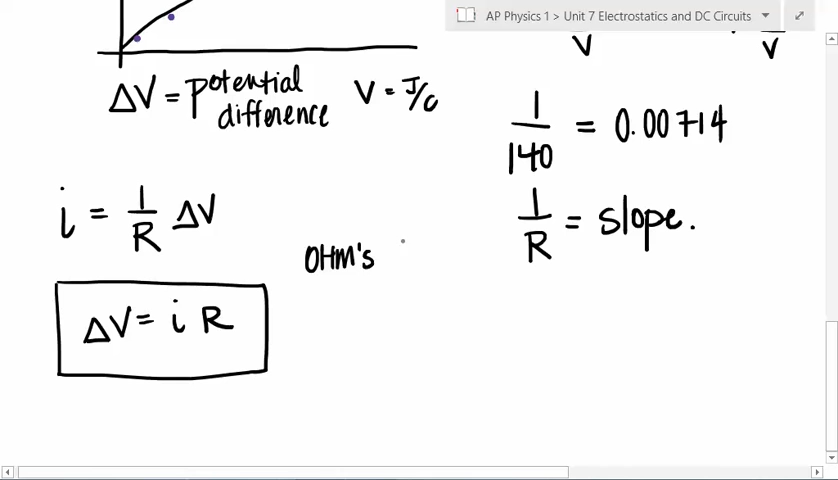 AP Physics 1 > Unit 7 Electrostatics and DC Circuits
V
V
ΔV = potential
difference
V = J/C
1
140
= 0.00714
i = 1/R ΔV
1/R = slope.
OHM's
ΔV = i R